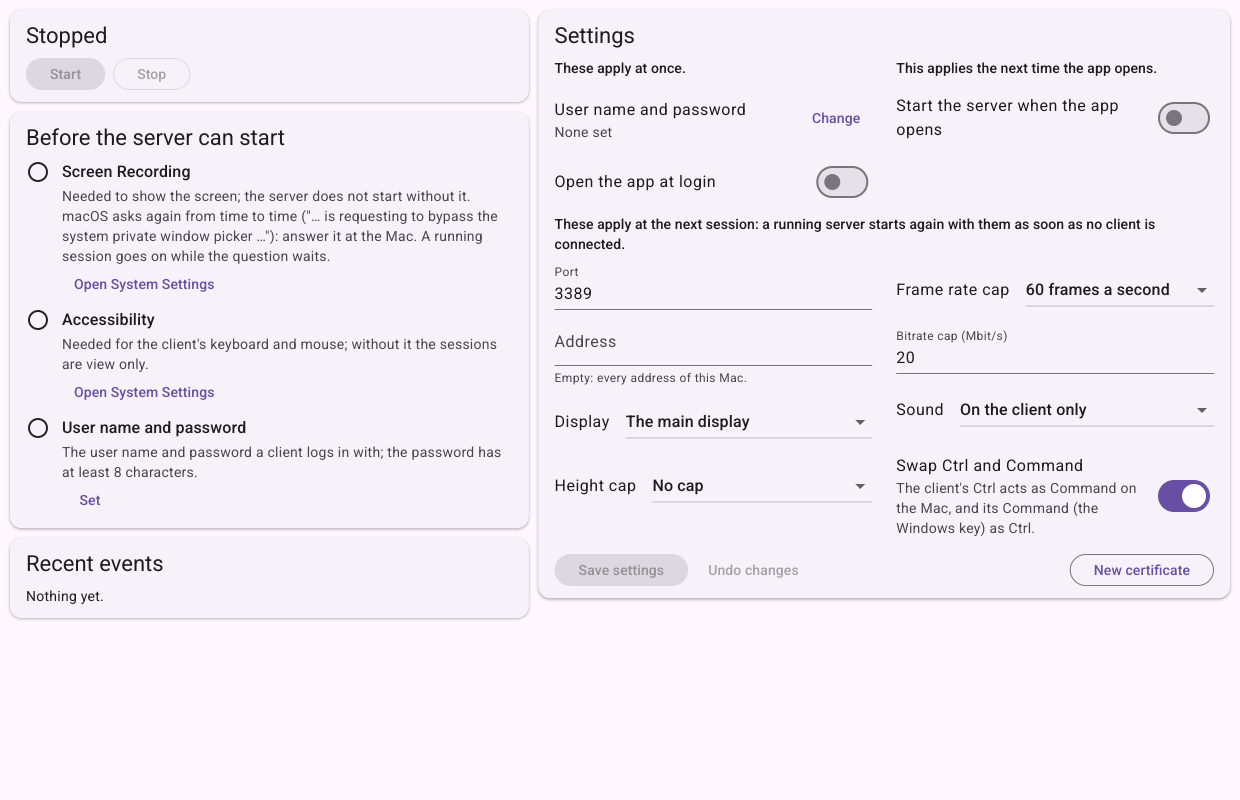 Stopped
Start
Stop
Before the server can start
Screen Recording
Needed to show the screen; the server does not start without it.
macOS asks again from time to time ("… is requesting to bypass the
system private window picker …"): answer it at the Mac. A running
session goes on while the question waits.
Open System Settings
Accessibility
Needed for the client's keyboard and mouse; without it the sessions
are view only.
Open System Settings
User name and password
The user name and password a client logs in with; the password has
at least 8 characters.
Set
Recent events
Nothing yet.
Settings
These apply at once.
User name and password
None set
Change
Open the app at login
This applies the next time the app opens.
Start the server when the app
opens
These apply at the next session: a running server starts again with them as soon as no client is
connected.
Port
3389
Address
Empty: every address of this Mac.
Display
The main display
Height cap
No cap
Frame rate cap
60 frames a second
Bitrate cap (Mbit/s)
20
Sound
On the client only
Swap Ctrl and Command
The client's Ctrl acts as Command on
the Mac, and its Command (the
Windows key) as Ctrl.
Save settings
Undo changes
New certificate